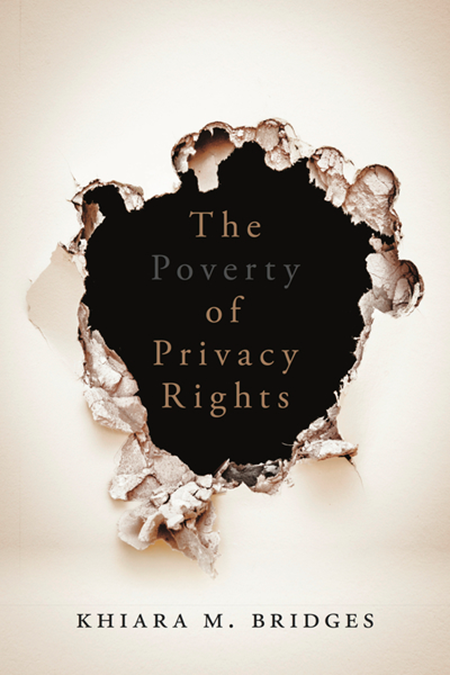 The
Poverty
of
Privacy
Rights
KHIARA M. BRIDGES